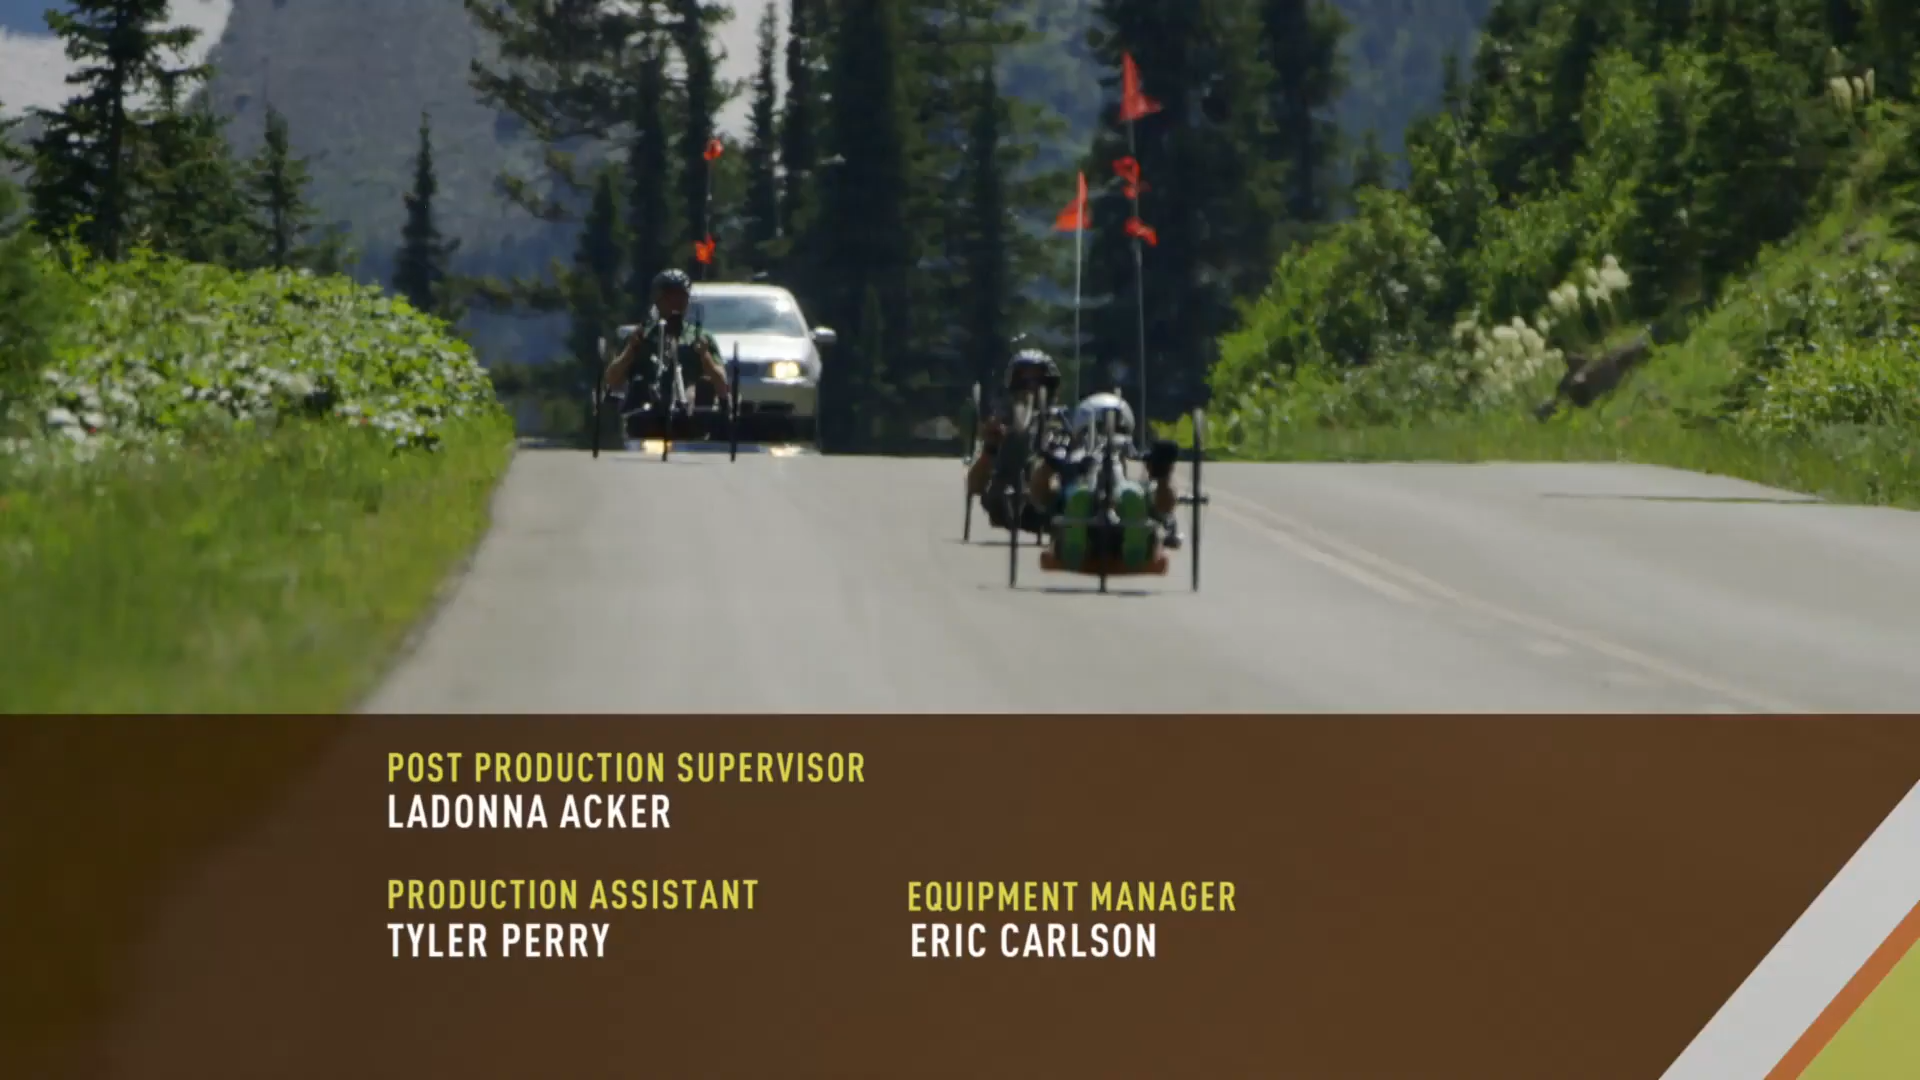 POST PRODUCTION SUPERVISOR
LADONNA ACKER
PRODUCTION ASSISTANT
TYLER PERRY
EQUIPMENT MANAGER
ERIC CARLSON